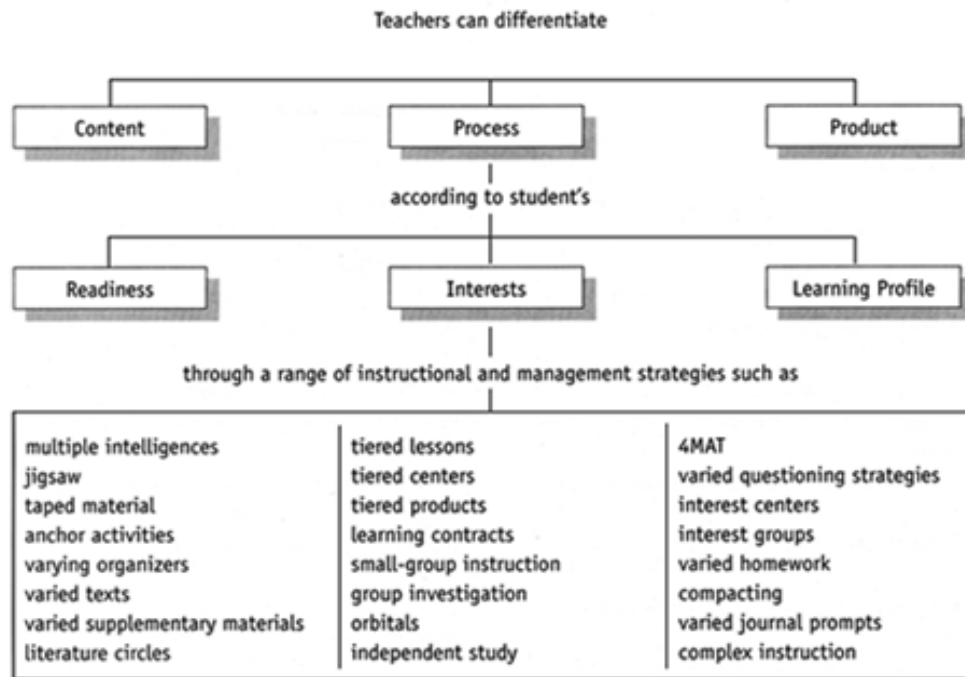 Teachers can differentiate
Content
Process
Product
according to student's
Readiness
Interests
Learning Profile
through a range of instructional and management strategies such as
multiple intelligences
jigsaw
taped material
anchor activities
varying organizers
varied texts
varied supplementary materials
literature circles
tiered lessons
tiered centers
tiered products
learning contracts
small-group instruction
group investigation
orbitals
independent study
4MAT
varied questioning strategies
interest centers
interest groups
varied homework
compacting
varied journal prompts
complex instruction